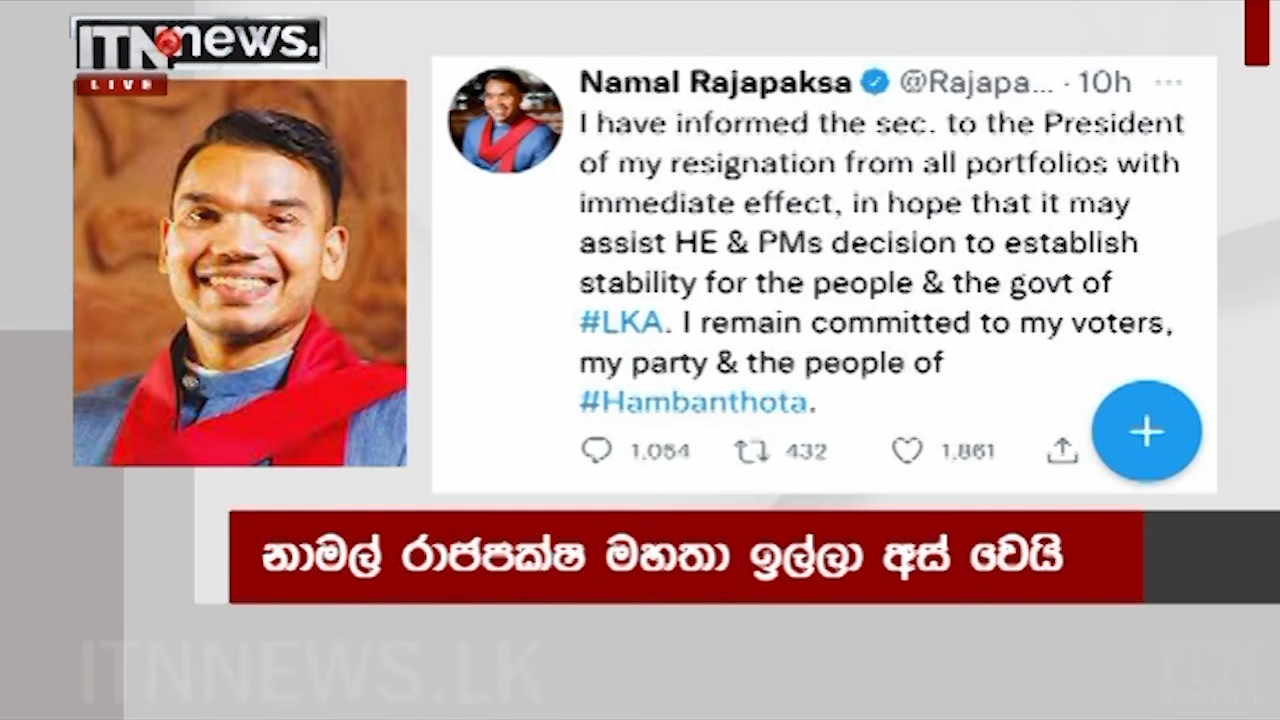 ITN news.
LIVE
Namal Rajapaksa @Rajapa... · 10h ...
I have informed the sec. to the President
of my resignation from all portfolios with
immediate effect, in hope that it may
assist HE & PMs decision to establish
stability for the people & the govt of
#LKA. I remain committed to my voters,
my party & the people of
#Hambanthota.
1,054 432 1,861
නාමල් රාජපක්ෂ මහතා ඉල්ලා අස් වෙයි
ITNNEWS.LK